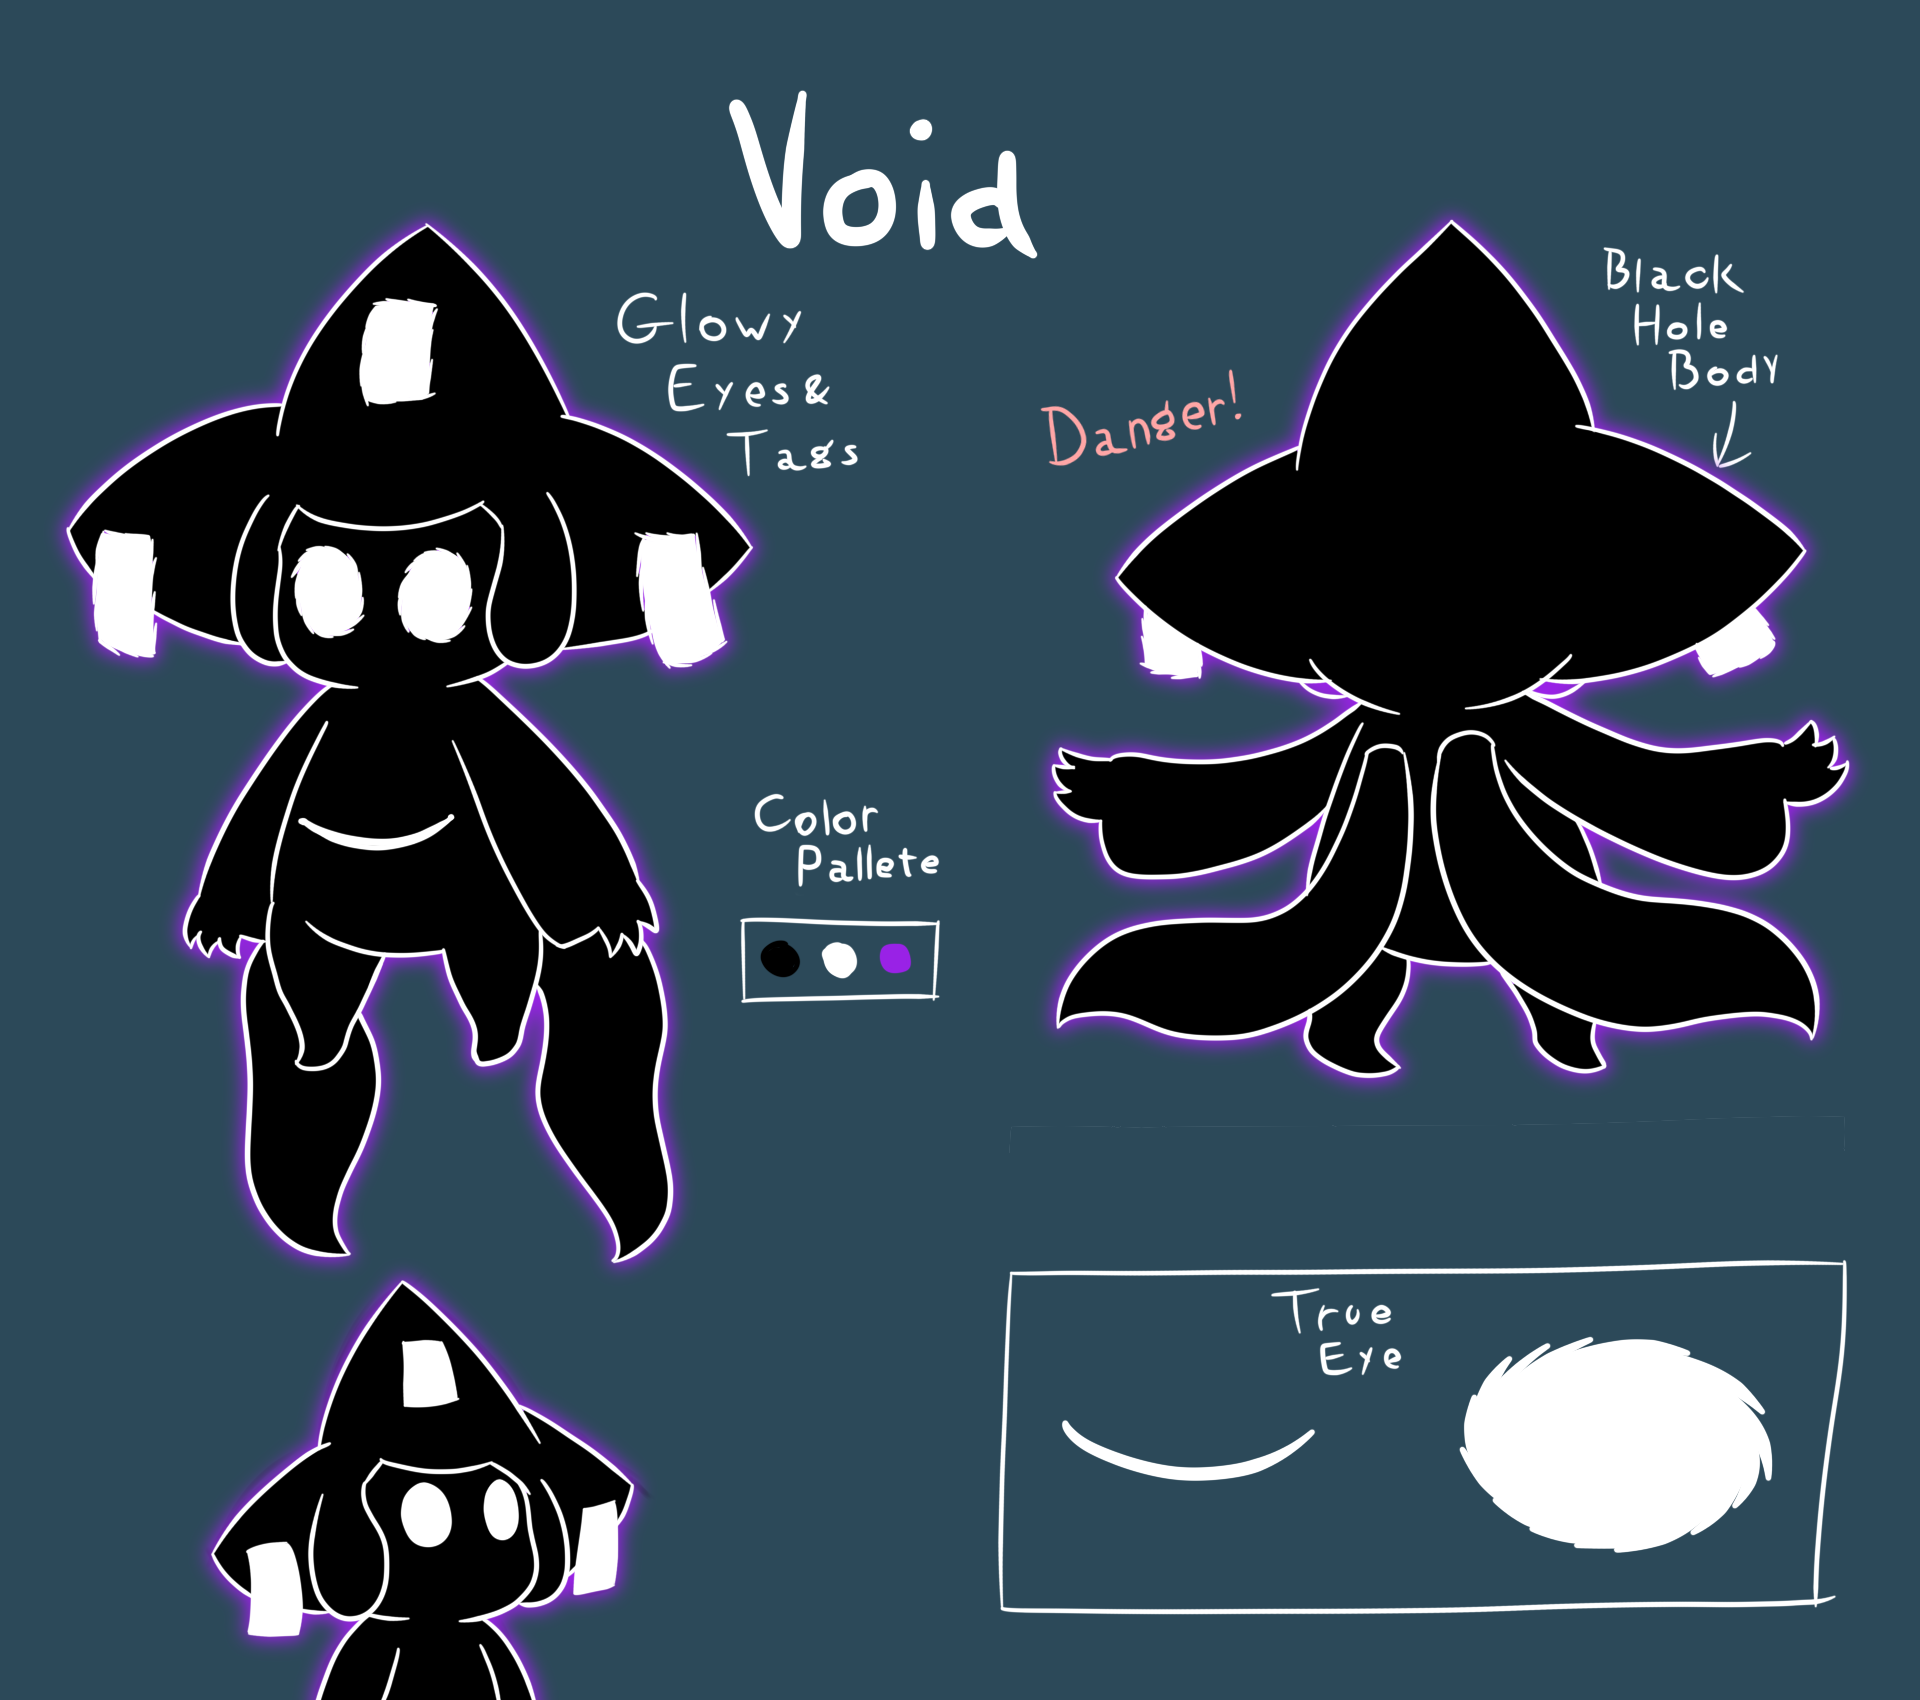 Void
Glowy
Eyes &
Tags
Danger!
Black
Hole
Body
Color
Pallete
True
Eye